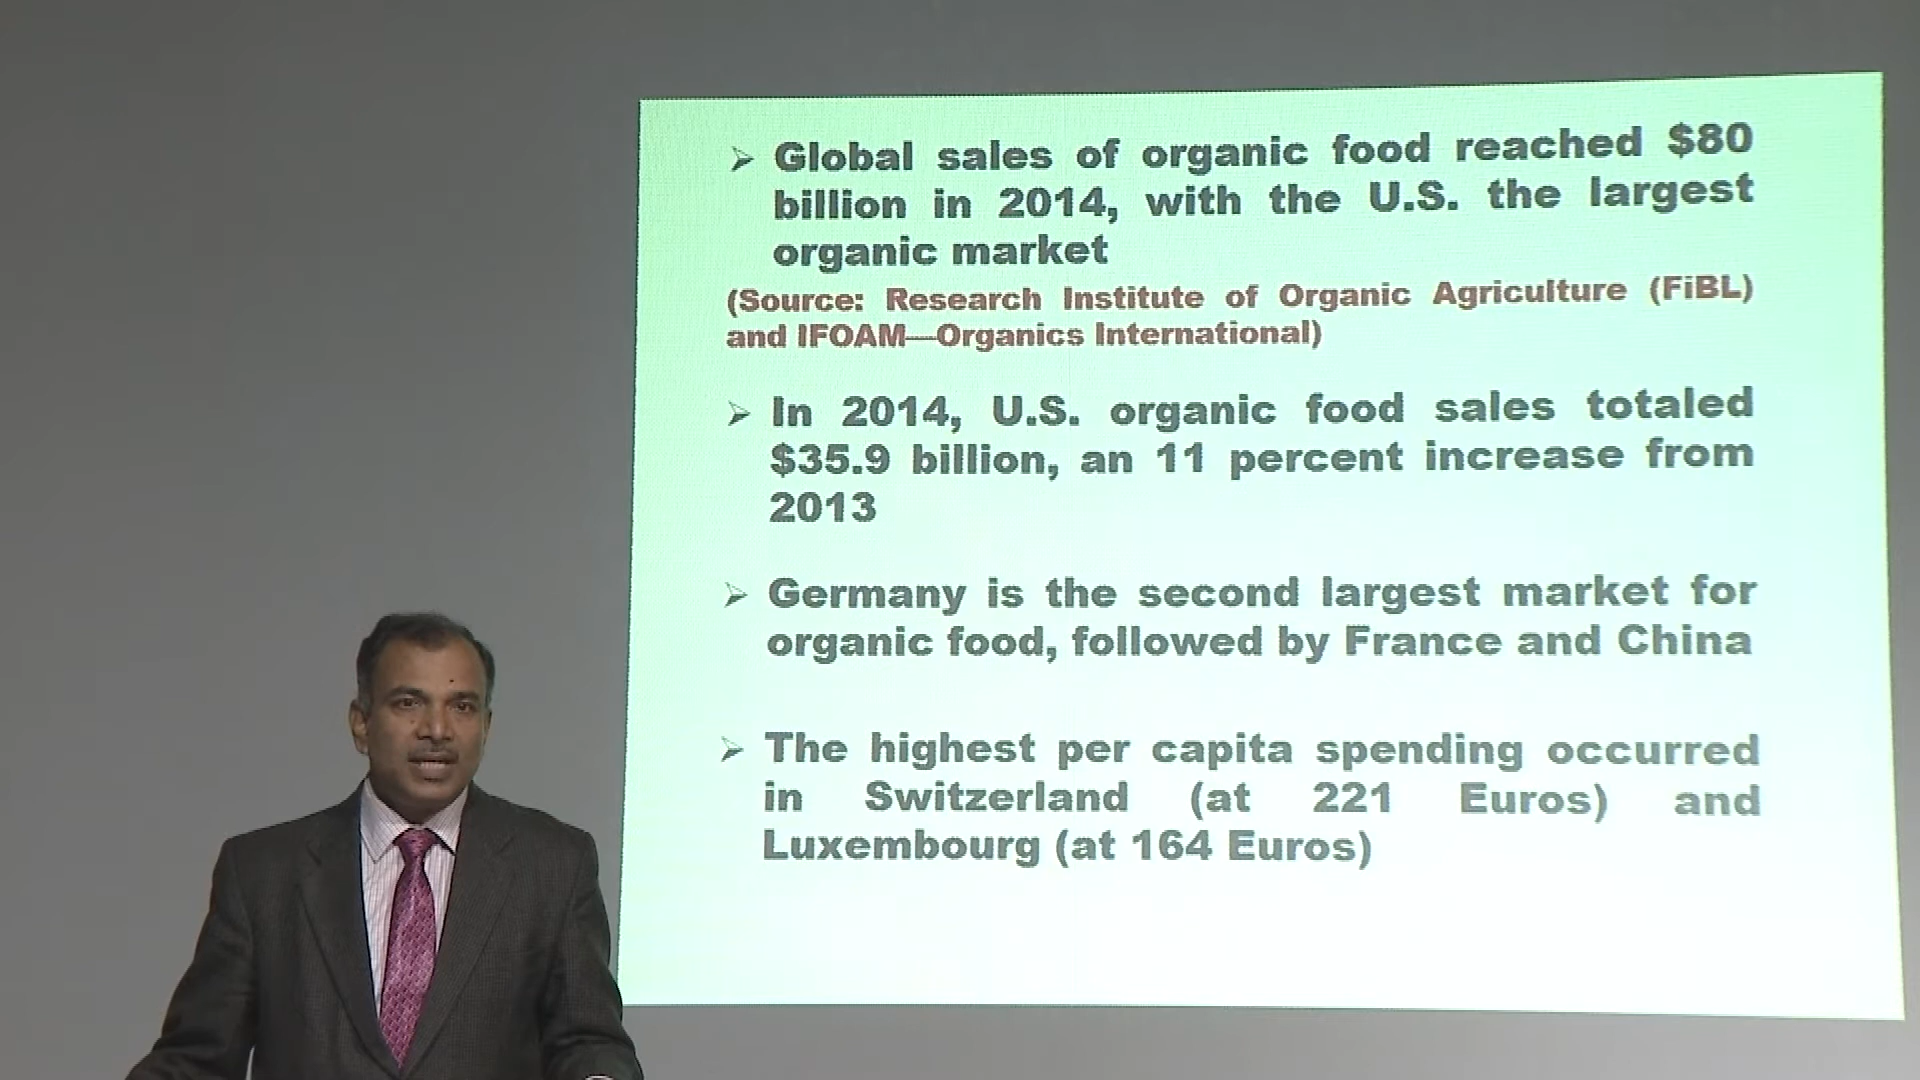 ➢ Global sales of organic food reached $80
billion in 2014, with the U.S. the largest
organic market
(Source: Research Institute of Organic Agriculture (FiBL)
and IFOAM—Organics International)
➢ In 2014, U.S. organic food sales totaled
$35.9 billion, an 11 percent increase from
2013
➢ Germany is the second largest market for
organic food, followed by France and China
➢ The highest per capita spending occurred
in Switzerland (at 221 Euros) and
Luxembourg (at 164 Euros)